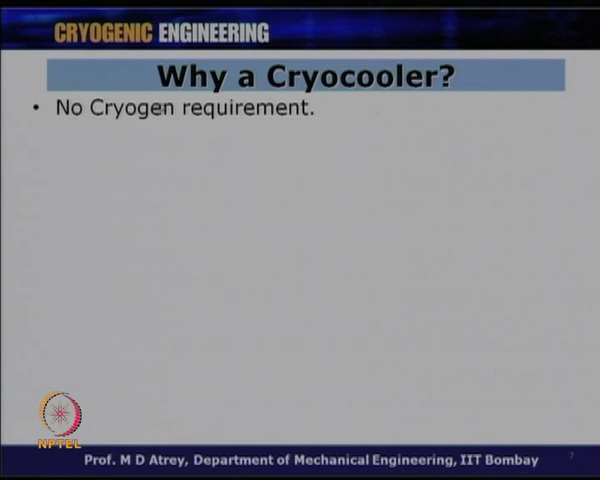 CRYOGENIC ENGINEERING
Why a Cryocooler?
• No Cryogen requirement.
NPTEL
Prof. M D Atrey, Department of Mechanical Engineering, IIT Bombay
7